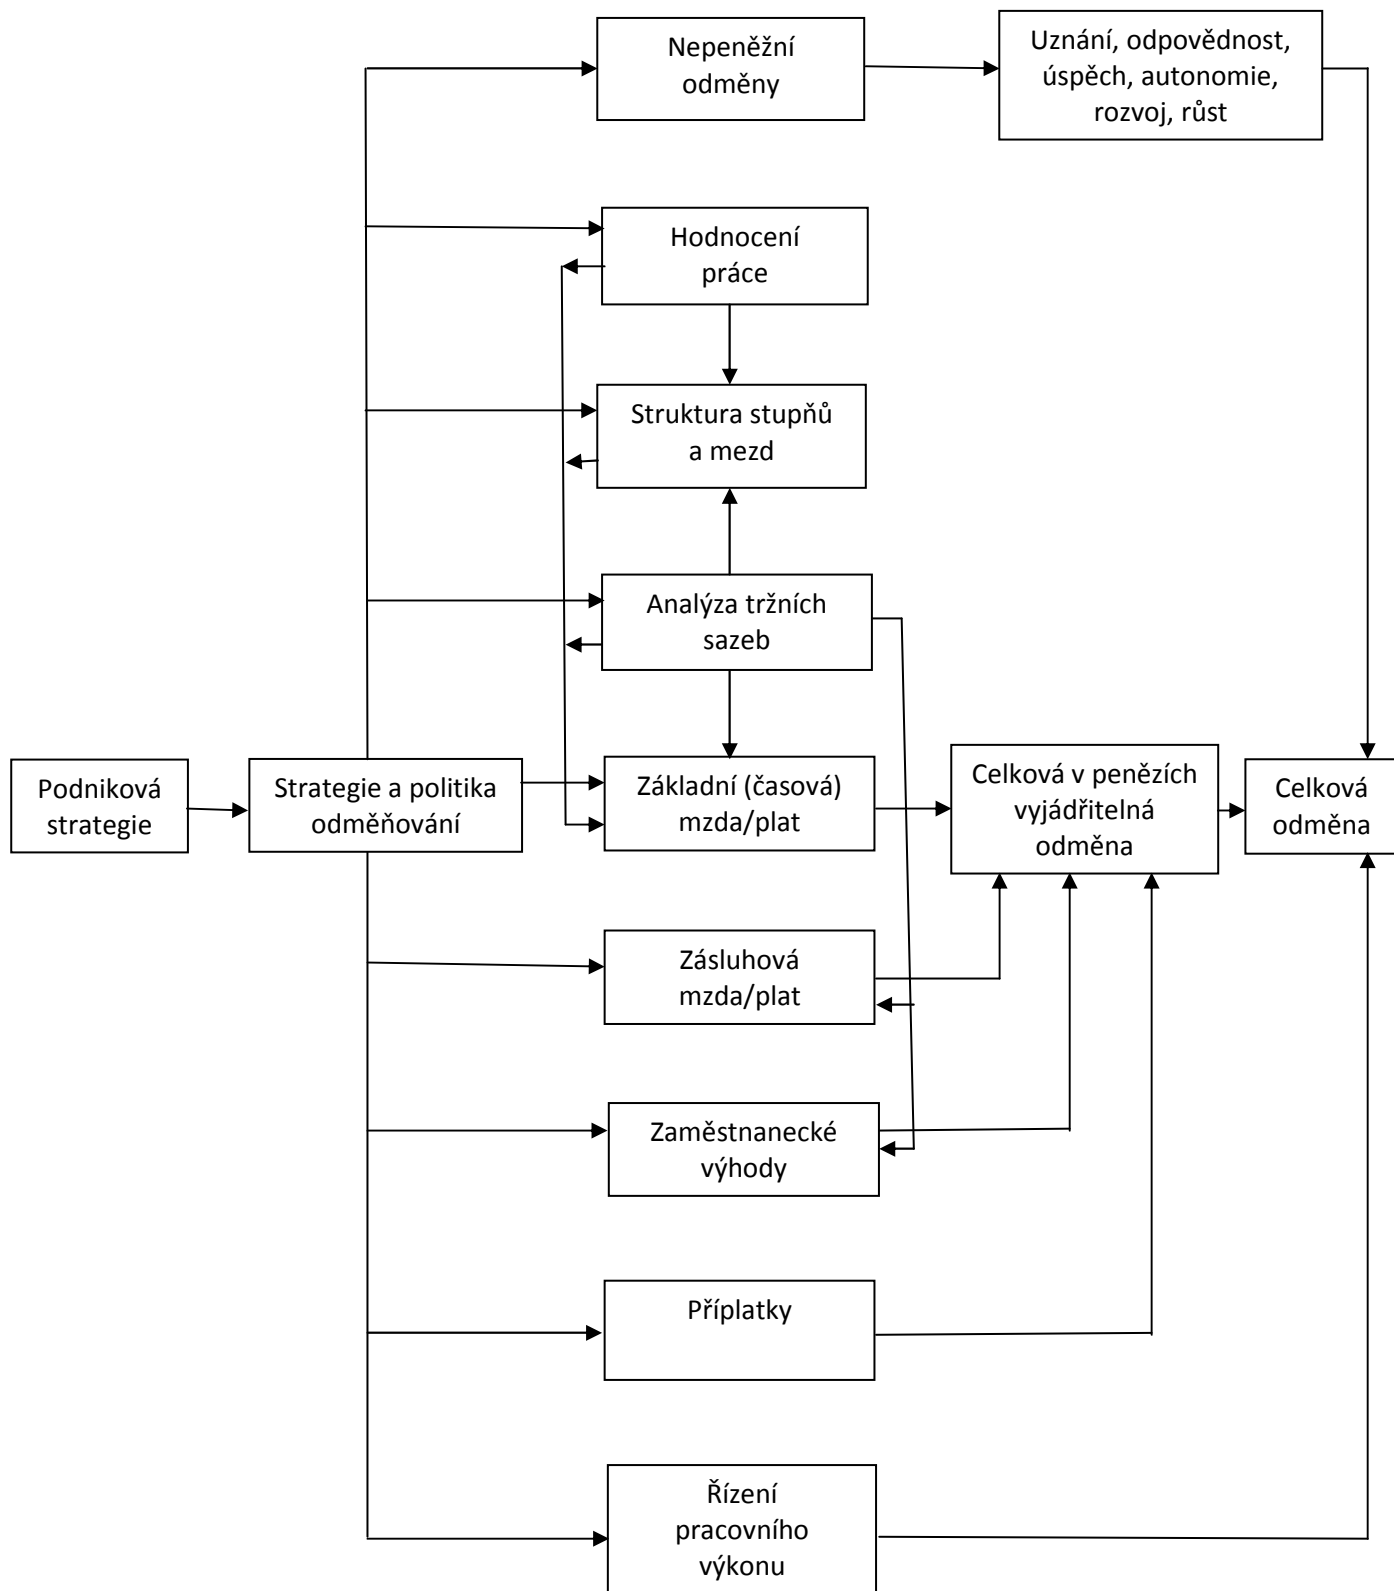 Nepeněžní
odměny
Uznání, odpovědnost,
úspěch, autonomie,
rozvoj, růst
Hodnocení
práce
Struktura stupňů
a mezd
Analýza tržních
sazeb
Podniková
strategie
Strategie a politika
odměňování
Základní (časová)
mzda/plat
Celková v penězích
vyjádřitelná
odměna
Celková
odměna
Zásluhová
mzda/plat
Zaměstnanecké
výhody
Příplatky
Řízení
pracovního
výkonu